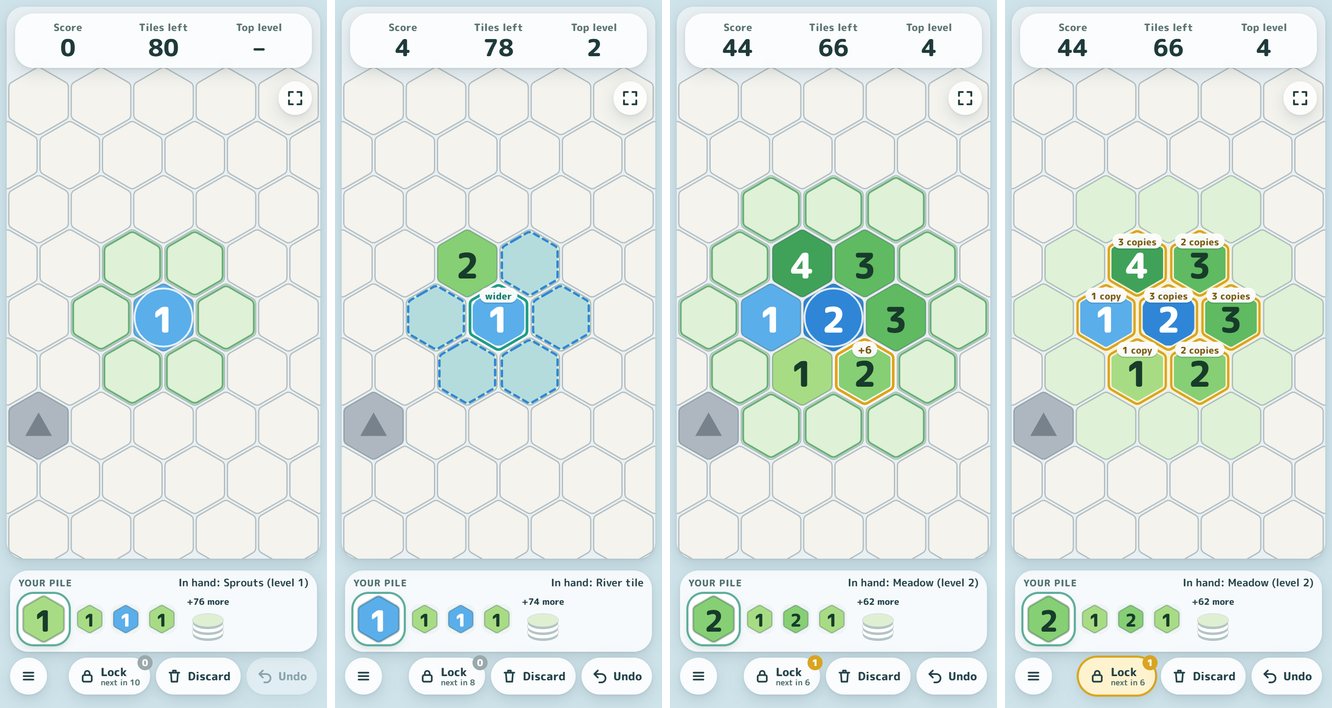 Score Tiles left Top level
0 80 –
1
YOUR PILE In hand: Sprouts (level 1)
1 1 1 1 +76 more
Lock 0
next in 10
Discard
Undo
Score Tiles left Top level
4 78 2
2
wider
1
YOUR PILE In hand: River tile
1 1 1 1 +74 more
Lock 0
next in 8
Discard
Undo
Score Tiles left Top level
44 66 4
4 3
1 2 3
+6
1 2
YOUR PILE In hand: Meadow (level 2)
2 1 2 1 +62 more
Lock 1
next in 6
Discard
Undo
Score Tiles left Top level
44 66 4
3 copies 2 copies
4 3
1 copy 3 copies 3 copies
1 2 3
1 copy 2 copies
1 2
YOUR PILE In hand: Meadow (level 2)
2 1 2 1 +62 more
Lock 1
next in 6
Discard
Undo